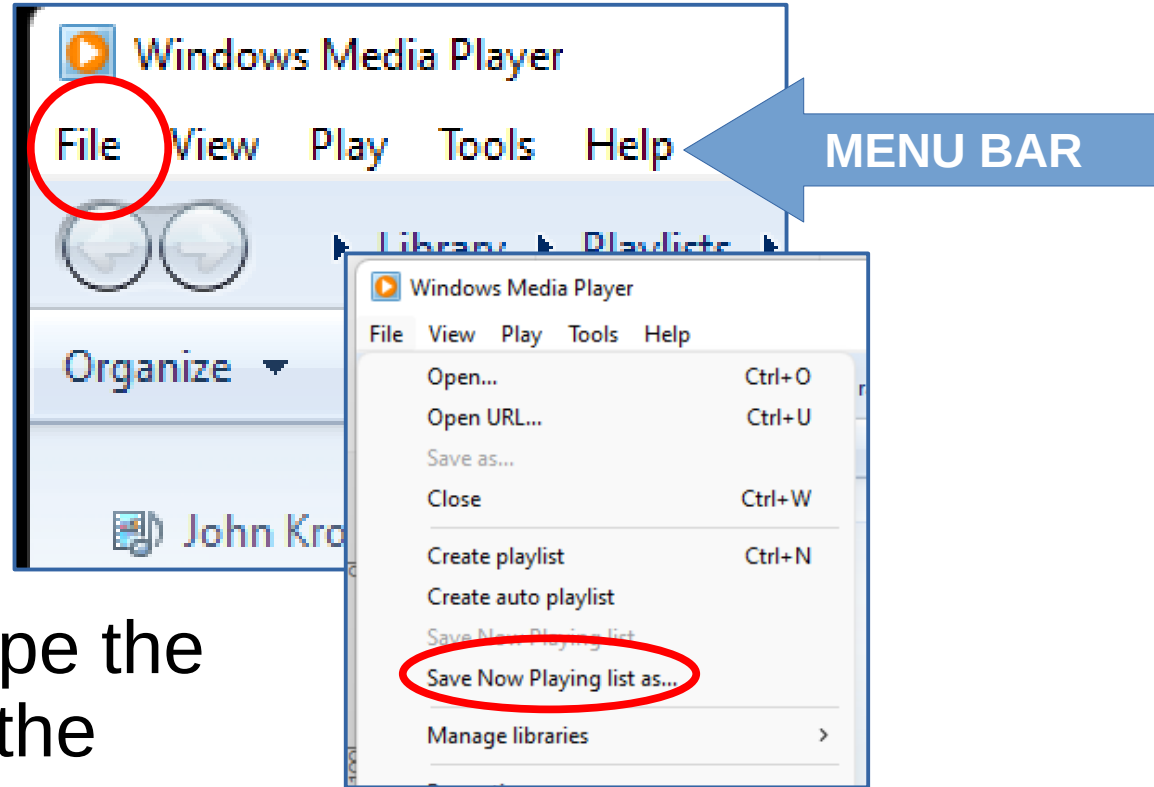 Windows Media Player
File View Play Tools Help
MENU BAR
Library Playlists
Organize
John Kro
Windows Media Player
File View Play Tools Help
Open... Ctrl+O
Open URL... Ctrl+U
Save as...
Close Ctrl+W
Create playlist Ctrl+N
Create auto playlist
Save Now Playing list
Save Now Playing list as...
Manage libraries
pe the
the